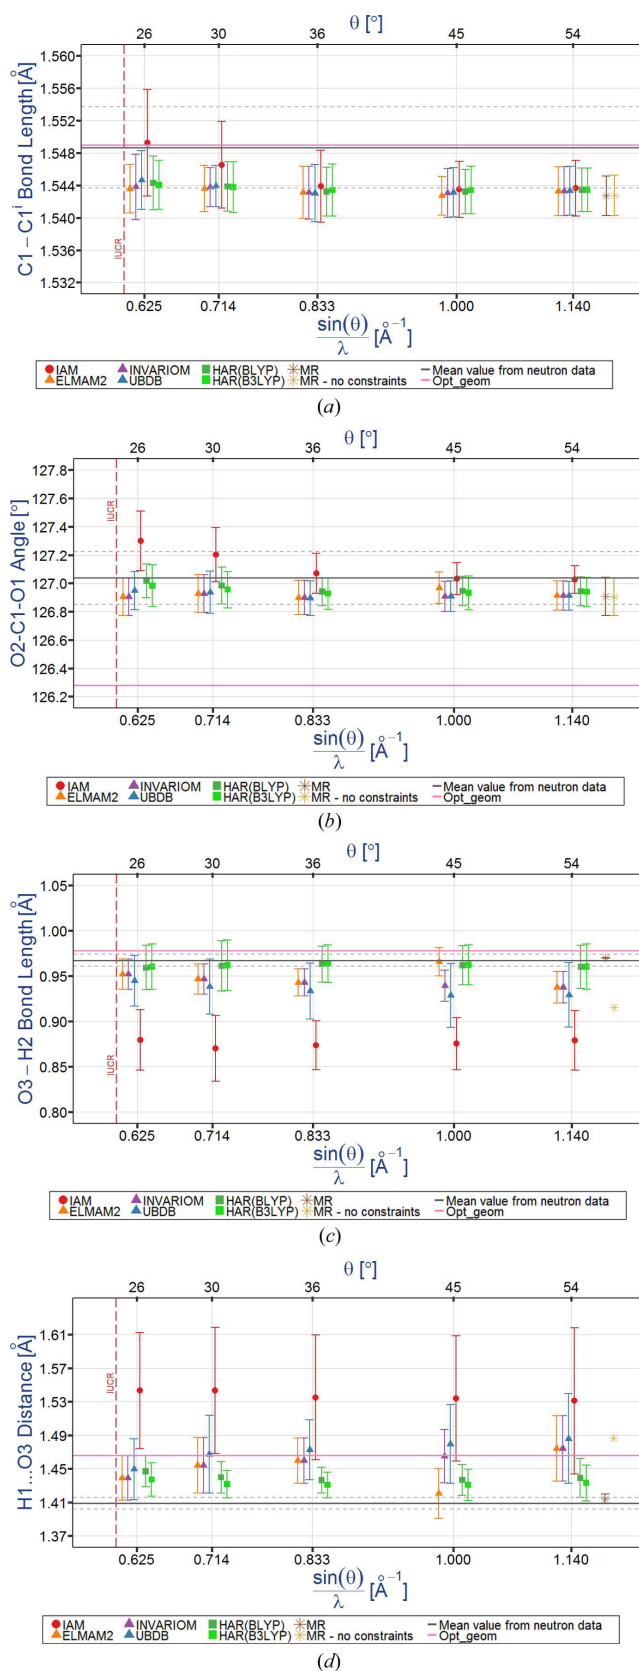 θ [°]
26 30 36 45 54
C1 – C1ⁱ Bond Length [Å]
1.560
1.556
1.552
1.548
1.544
1.540
1.536
1.532
IUCR
0.625 0.714 0.833 1.000 1.140
sin(θ)/λ [Å⁻¹]
IAM INVARIOM HAR(BLYP) MR Mean value from neutron data
ELMAM2 UBDB HAR(B3LYP) MR - no constraints Opt_geom
(a)
θ [°]
26 30 36 45 54
O2-C1-O1 Angle [°]
127.8
127.6
127.4
127.2
127.0
126.8
126.6
126.4
126.2
IUCR
0.625 0.714 0.833 1.000 1.140
sin(θ)/λ [Å⁻¹]
IAM INVARIOM HAR(BLYP) MR Mean value from neutron data
ELMAM2 UBDB HAR(B3LYP) MR - no constraints Opt_geom
(b)
θ [°]
26 30 36 45 54
O3 – H2 Bond Length [Å]
1.05
1.00
0.95
0.90
0.85
0.80
IUCR
0.625 0.714 0.833 1.000 1.140
sin(θ)/λ [Å⁻¹]
IAM INVARIOM HAR(BLYP) MR Mean value from neutron data
ELMAM2 UBDB HAR(B3LYP) MR - no constraints Opt_geom
(c)
θ [°]
26 30 36 45 54
H1...O3 Distance [Å]
1.61
1.57
1.53
1.49
1.45
1.41
1.37
IUCR
0.625 0.714 0.833 1.000 1.140
sin(θ)/λ [Å⁻¹]
IAM INVARIOM HAR(BLYP) MR Mean value from neutron data
ELMAM2 UBDB HAR(B3LYP) MR - no constraints Opt_geom
(d)